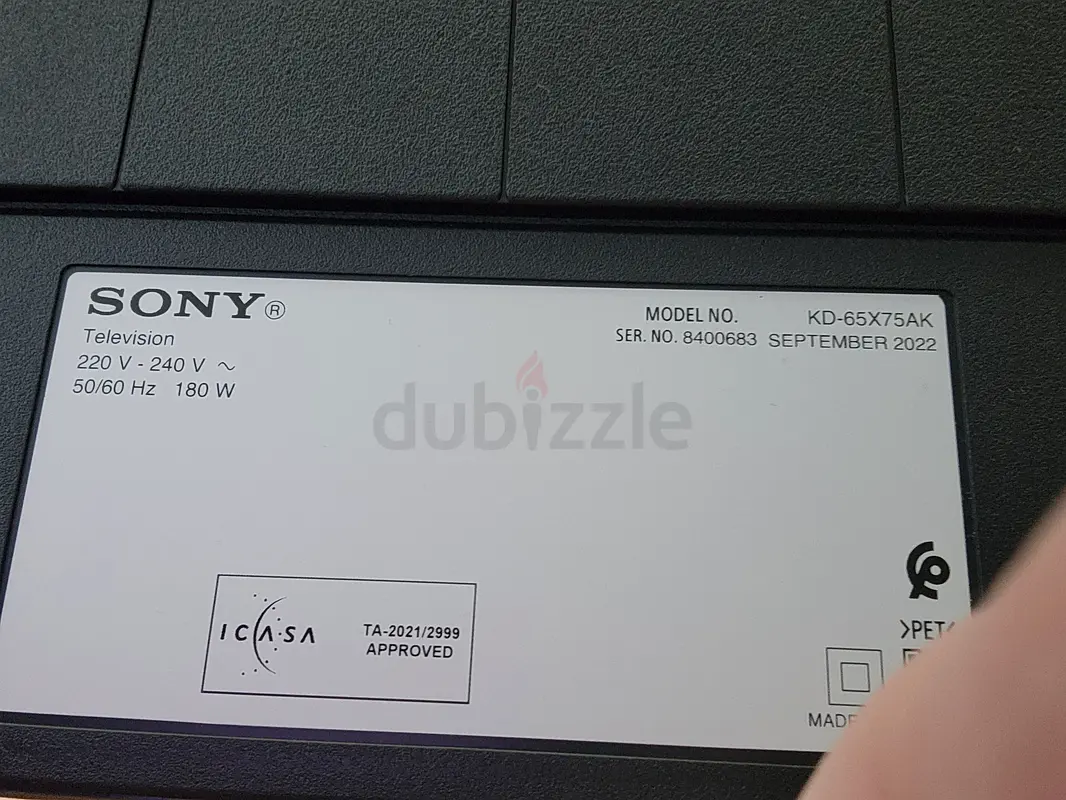 SONY®
Television
220 V - 240 V ~
50/60 Hz 180 W
MODEL NO. KD-65X75AK
SER. NO. 8400683 SEPTEMBER 2022
dubizzle
ICASA
TA-2021/2999
APPROVED
>PET<
MADE